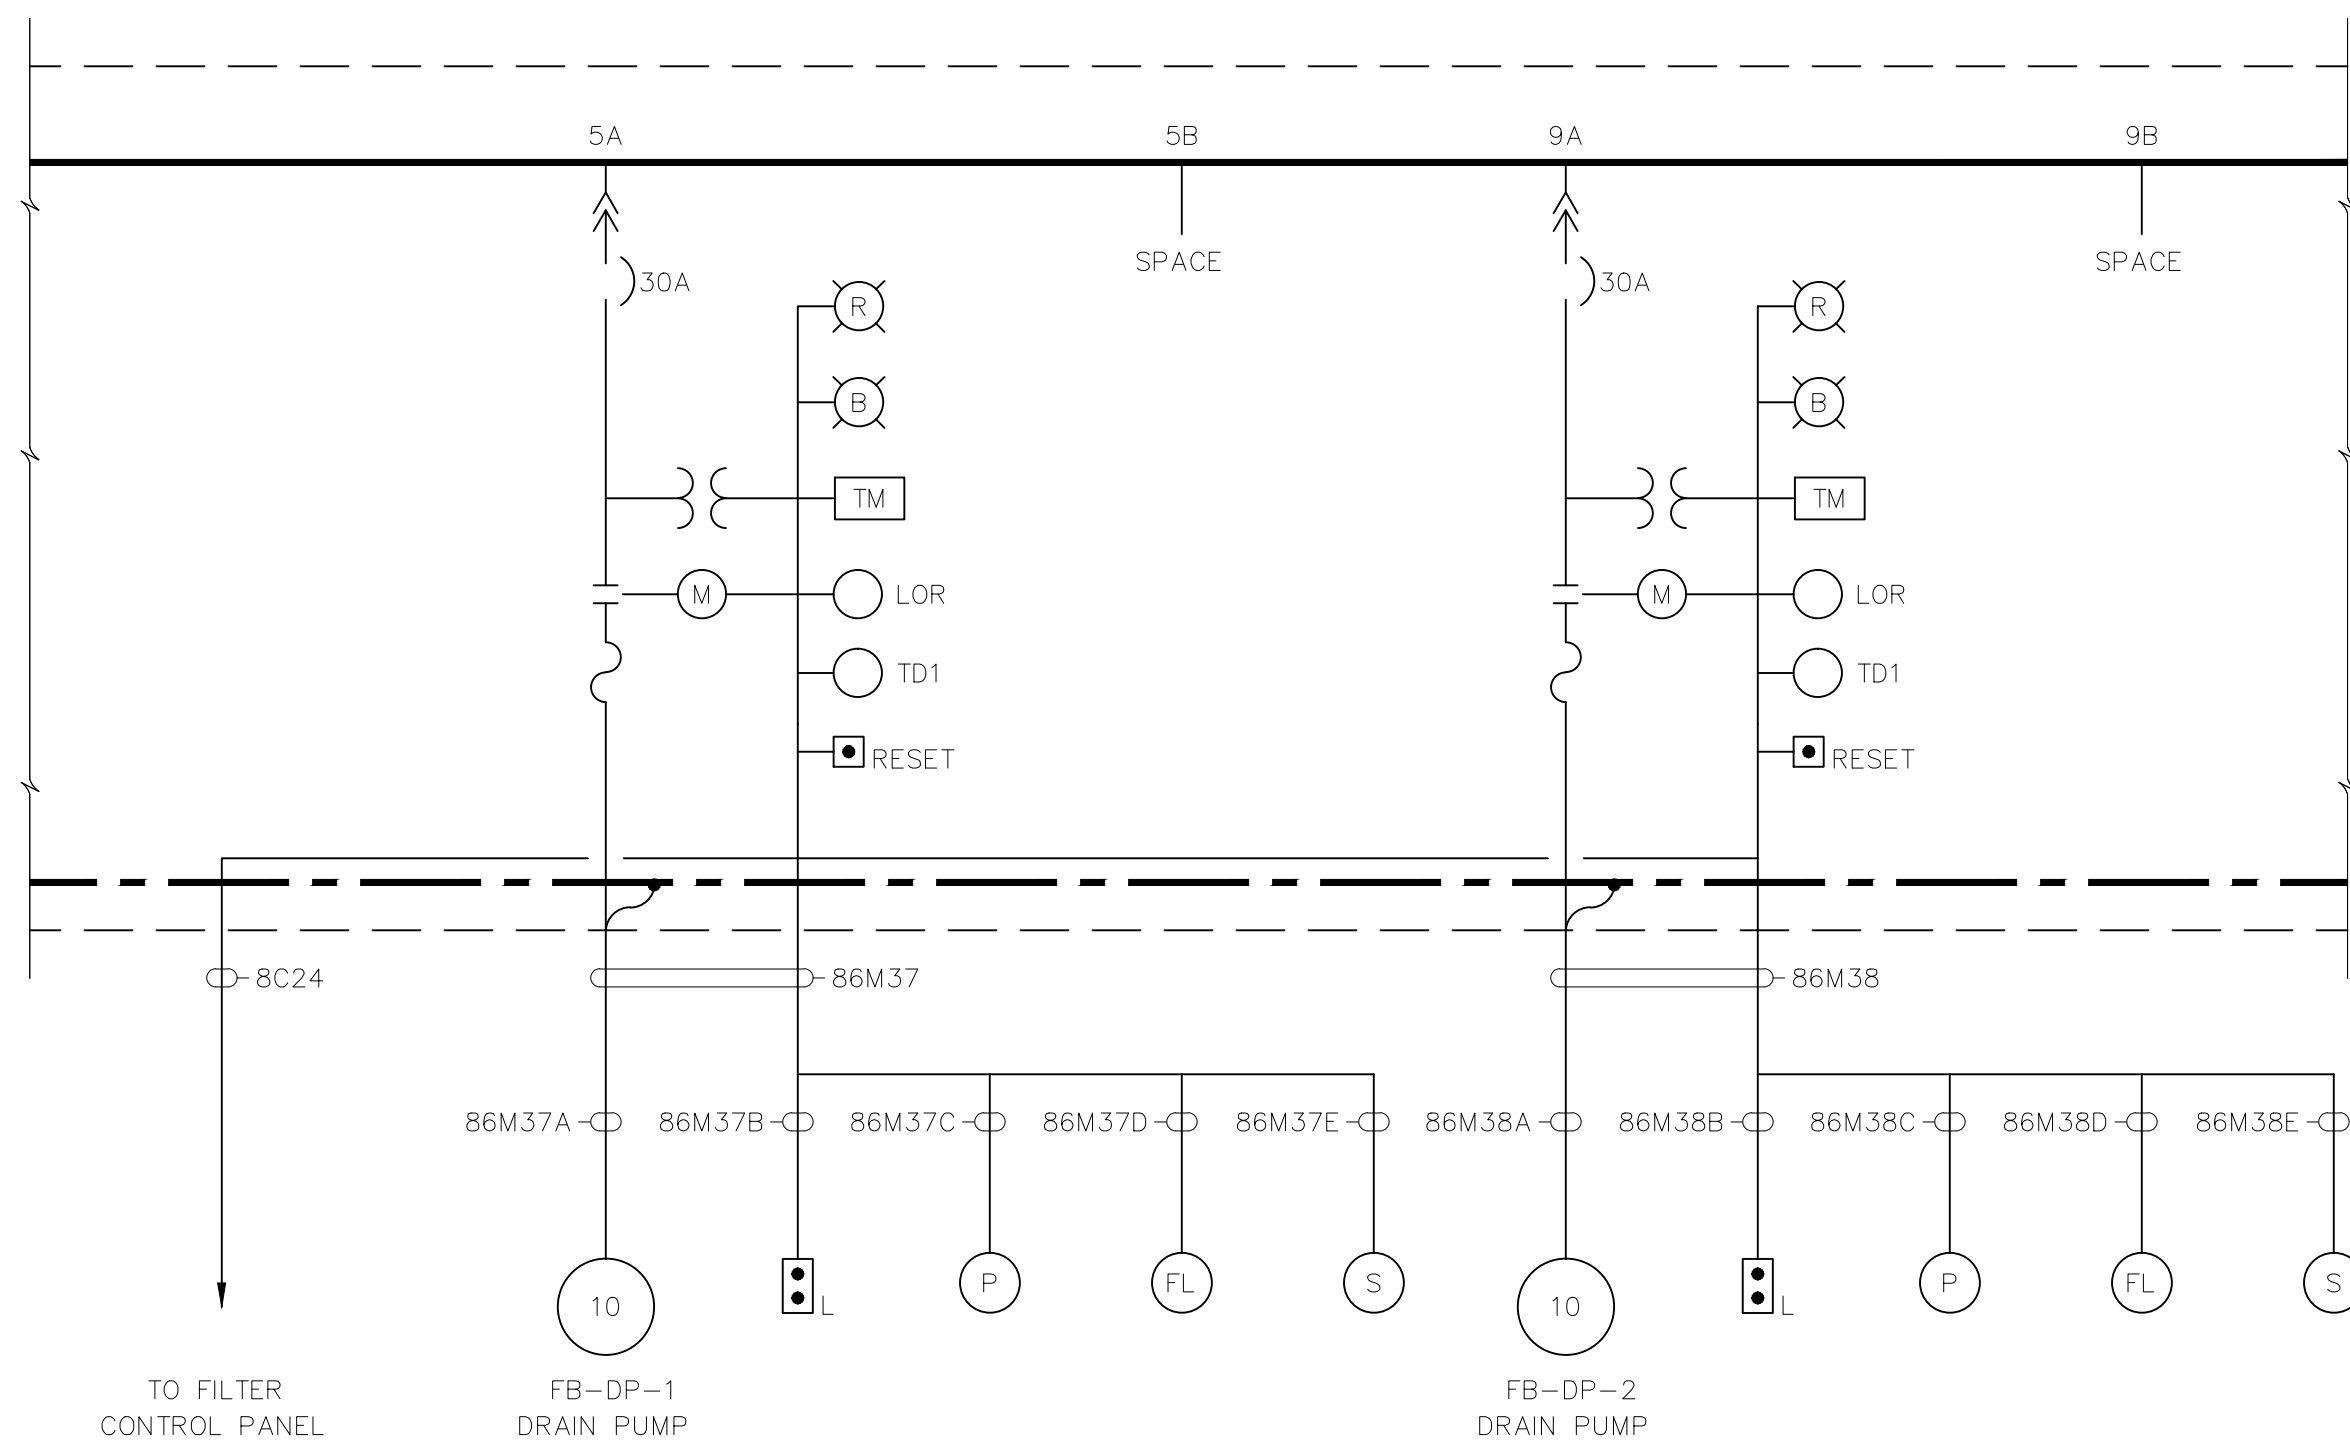 5A
5B
9A
9B
SPACE
SPACE
30A
30A
R
R
B
B
TM
TM
M
LOR
M
LOR
TD1
TD1
RESET
RESET
8C24
86M37
86M38
86M37A
86M37B
86M37C
86M37D
86M37E
86M38A
86M38B
86M38C
86M38D
86M38E
10
L
P
FL
S
10
L
P
FL
S
TO FILTER
CONTROL PANEL
FB-DP-1
DRAIN PUMP
FB-DP-2
DRAIN PUMP